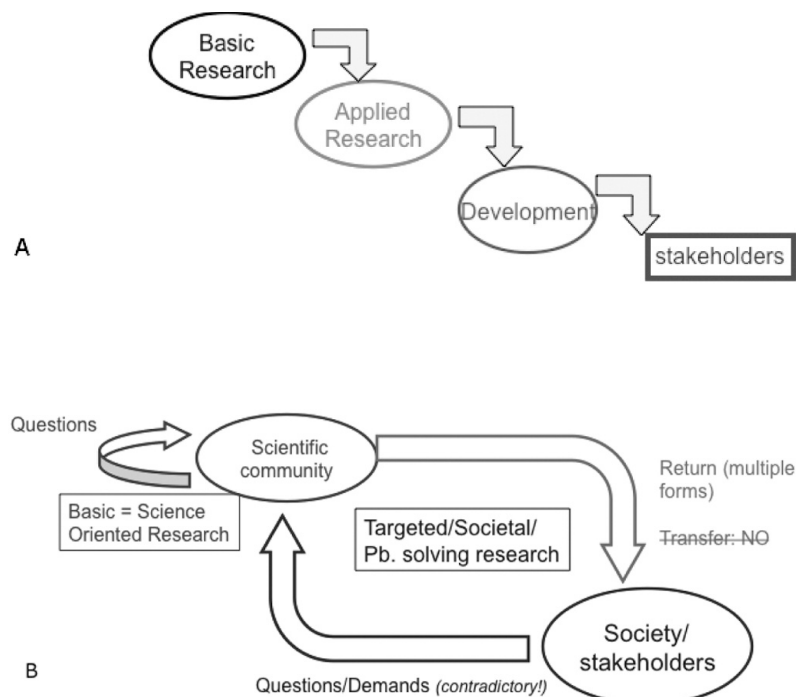 Basic
Research
Applied
Research
Development
stakeholders
A
Questions
Scientific
community
Basic = Science
Oriented Research
Targeted/Societal/
Pb. solving research
Return (multiple
forms)
Transfer: NO
Society/
stakeholders
Questions/Demands (contradictory!)
B